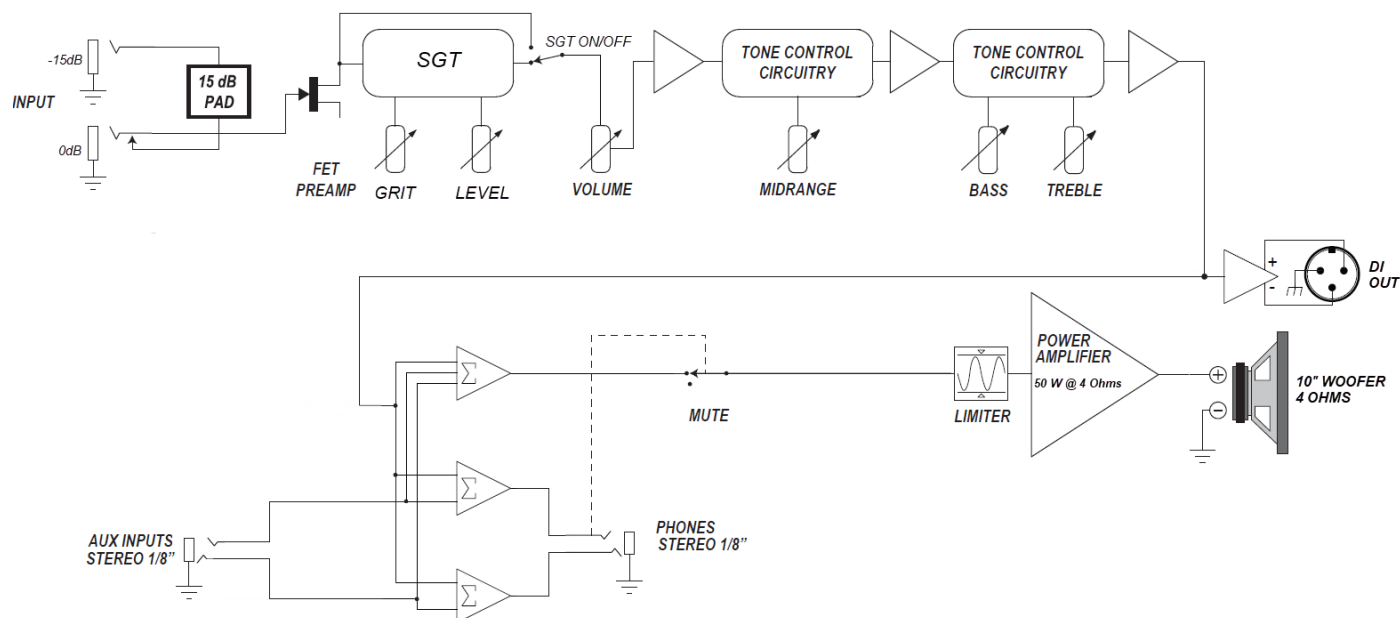 -15dB
INPUT
0dB
15 dB
PAD
FET
PREAMP
SGT
SGT ON/OFF
GRIT
LEVEL
VOLUME
TONE CONTROL
CIRCUITRY
MIDRANGE
TONE CONTROL
CIRCUITRY
BASS
TREBLE
+
-
DI
OUT
Σ
MUTE
LIMITER
POWER
AMPLIFIER
50 W @ 4 Ohms
+
−
10" WOOFER
4 OHMS
Σ
AUX INPUTS
STEREO 1/8”
PHONES
STEREO 1/8”
Σ